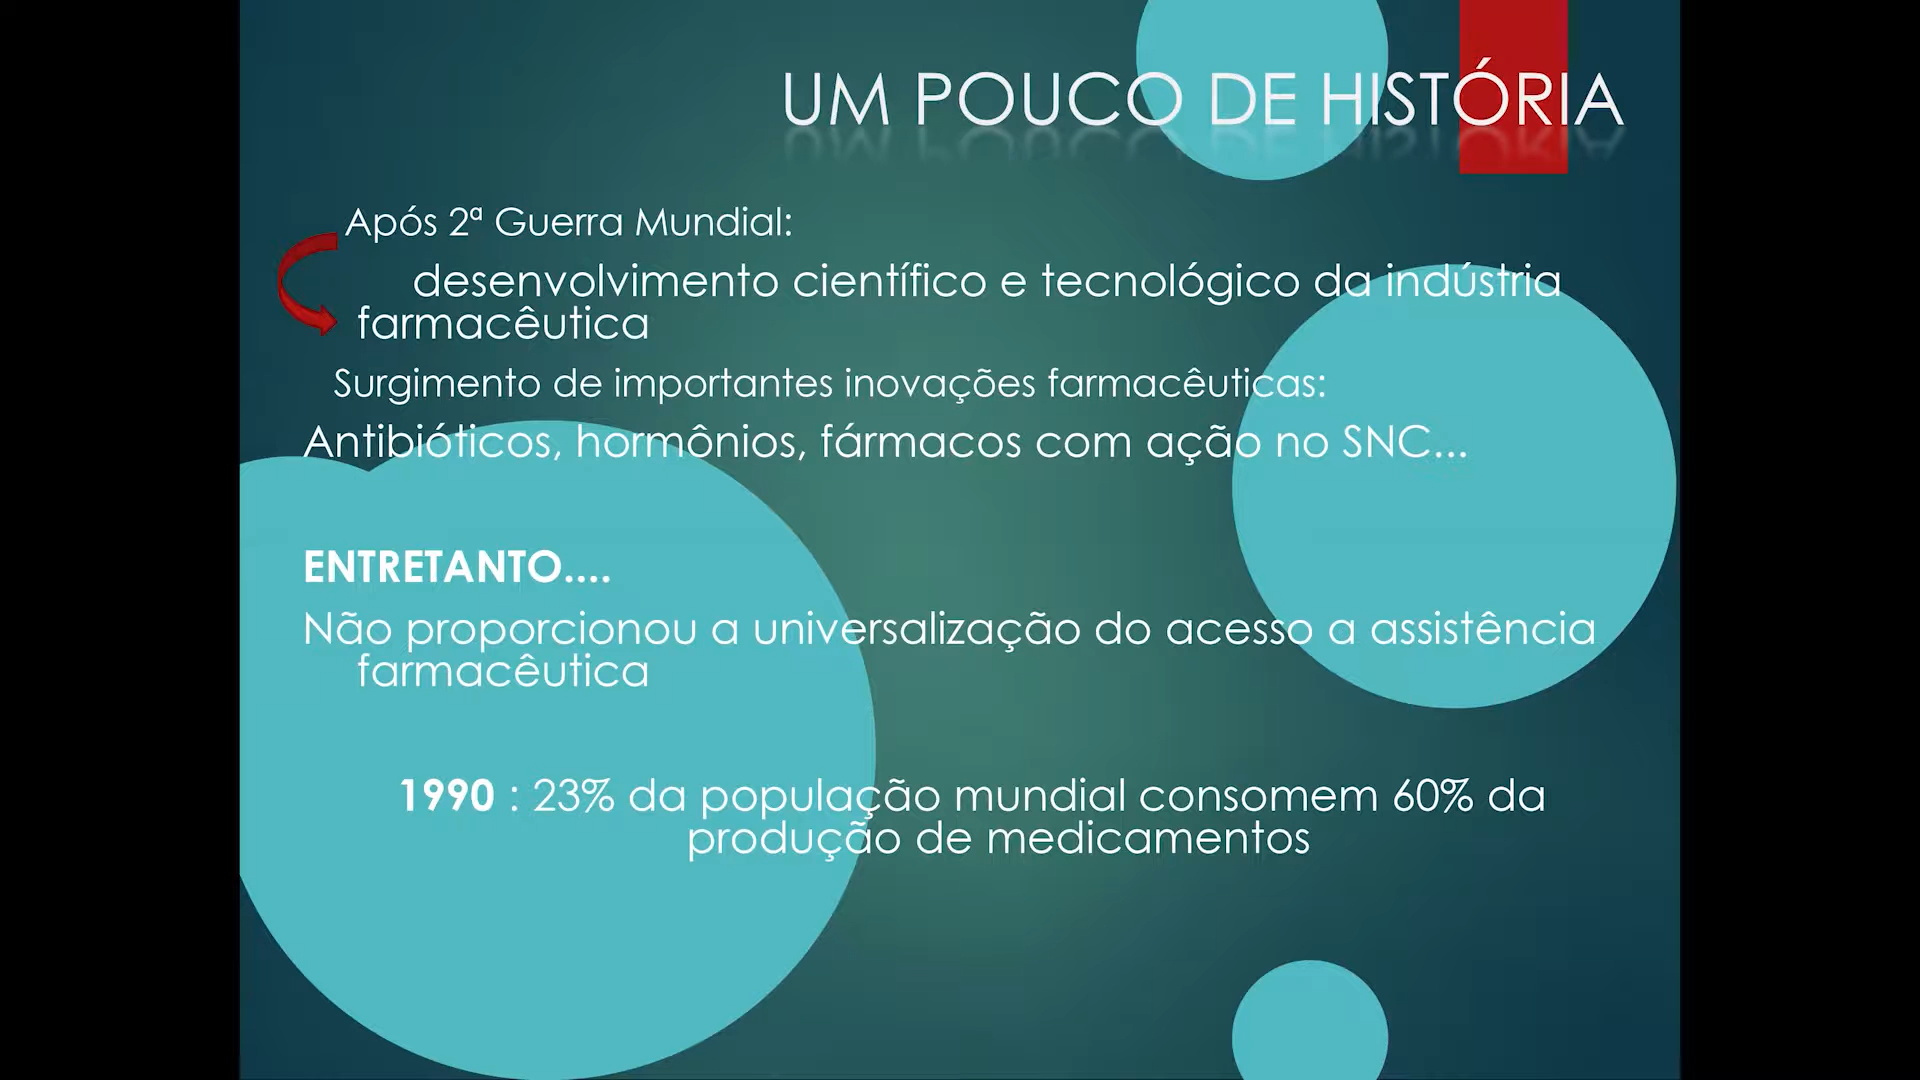 UM POUCO DE HISTÓRIA
Após 2ª Guerra Mundial:
desenvolvimento científico e tecnológico da indústria
farmacêutica
Surgimento de importantes inovações farmacêuticas:
Antibióticos, hormônios, fármacos com ação no SNC...
ENTRETANTO....
Não proporcionou a universalização do acesso a assistência
farmacêutica
1990 : 23% da população mundial consomem 60% da
produção de medicamentos